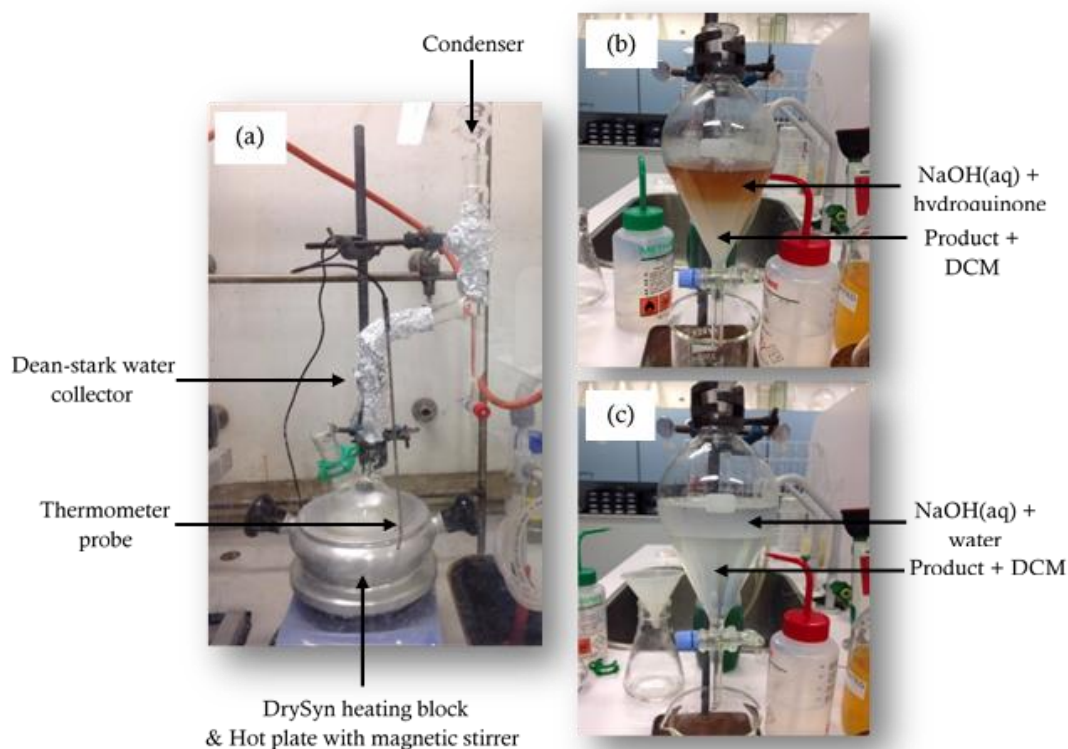 Condenser
(a)
Dean-stark water
collector
Thermometer
probe
DrySyn heating block
& Hot plate with magnetic stirrer
(b)
NaOH(aq) +
hydroquinone
Product +
DCM
(c)
NaOH(aq) +
water
Product + DCM